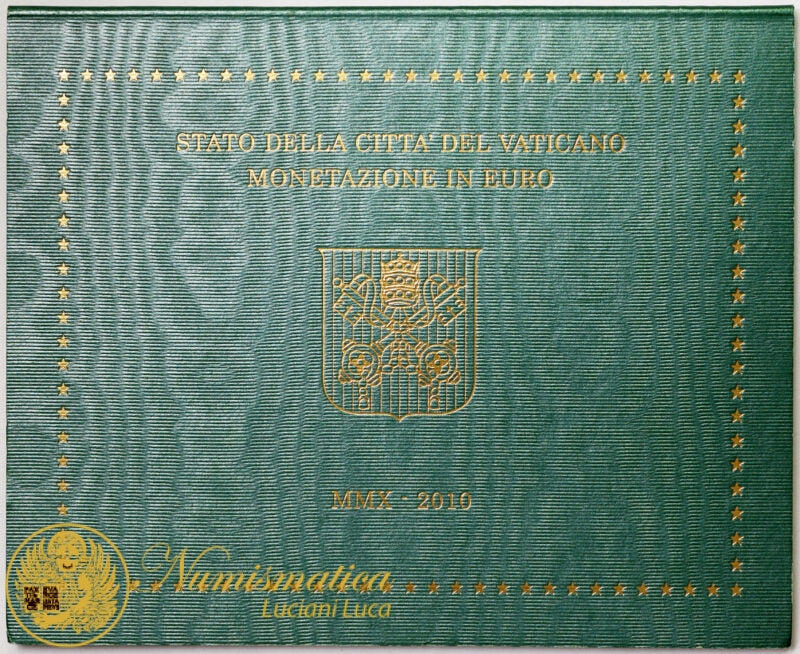 STATO DELLA CITTA' DEL VATICANO
MONETAZIONE IN EURO
MMX - 2010
Numismatica
Luciani Luca